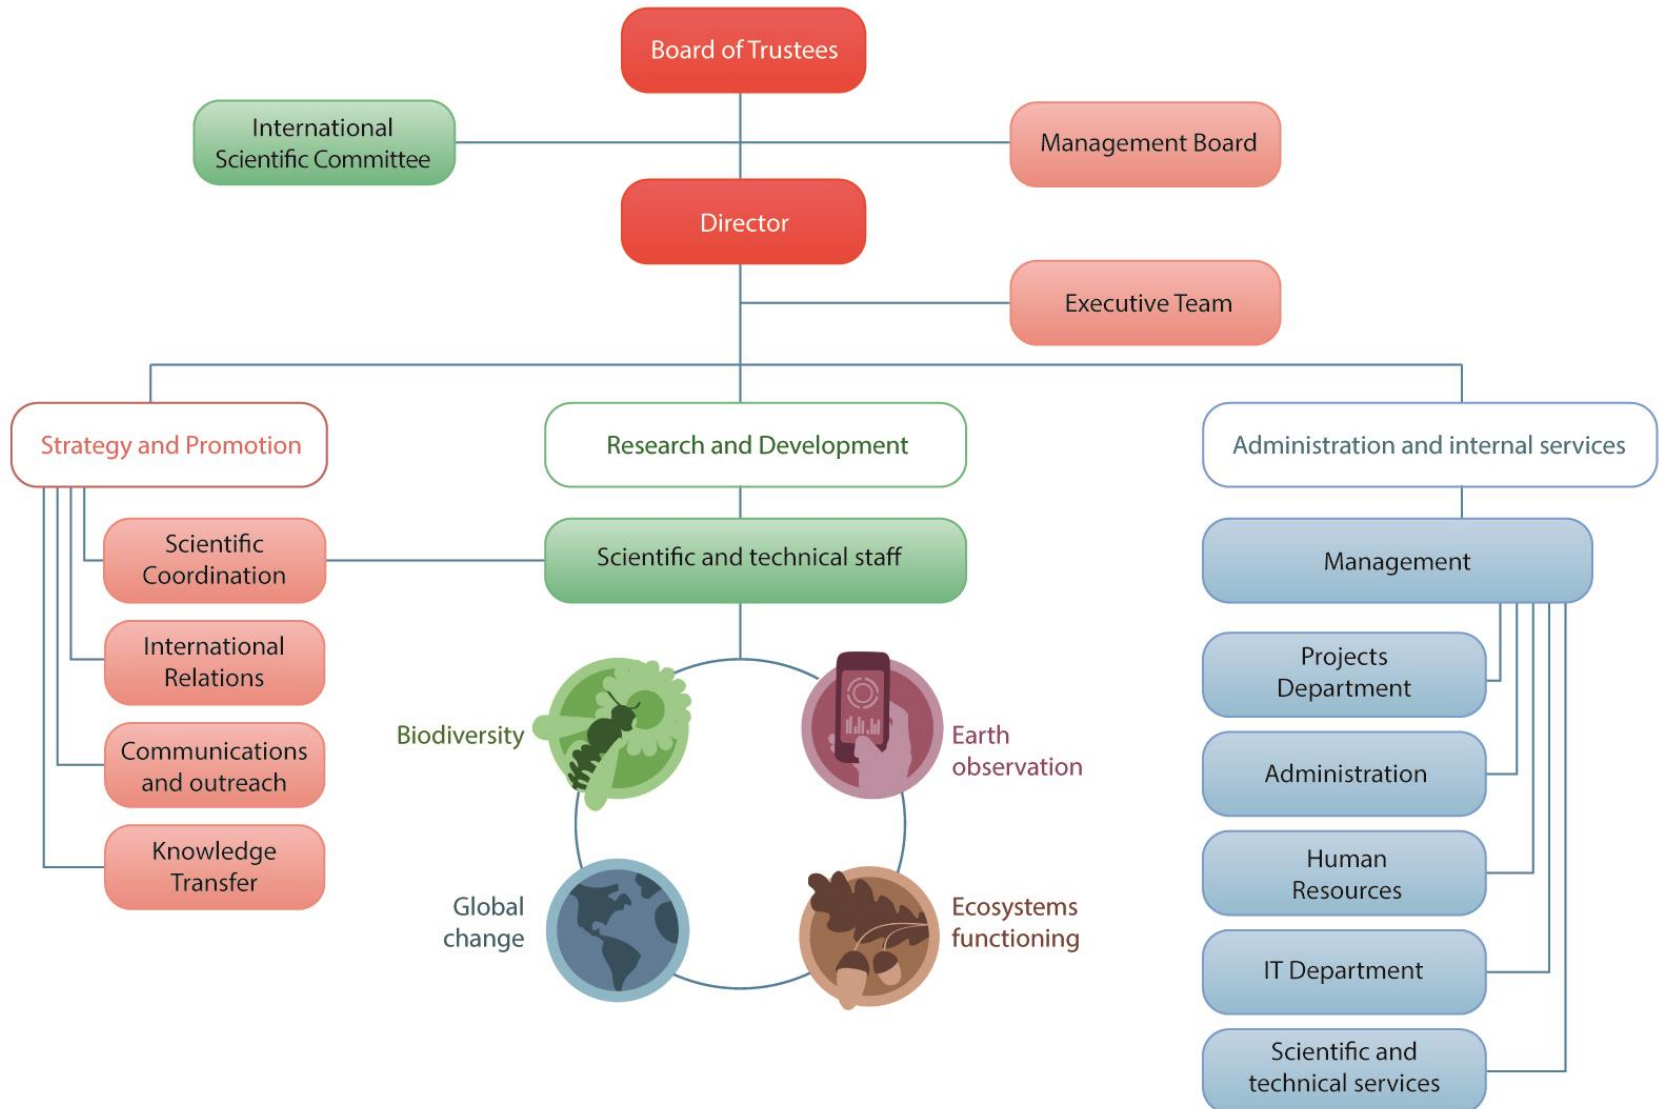 Board of Trustees
International
Scientific Committee
Management Board
Director
Executive Team
Strategy and Promotion
Research and Development
Administration and internal services
Scientific
Coordination
Scientific and technical staff
Management
International
Relations
Projects
Department
Communications
and outreach
Biodiversity
Earth
observation
Administration
Knowledge
Transfer
Human
Resources
Global
change
Ecosystems
functioning
IT Department
Scientific and
technical services